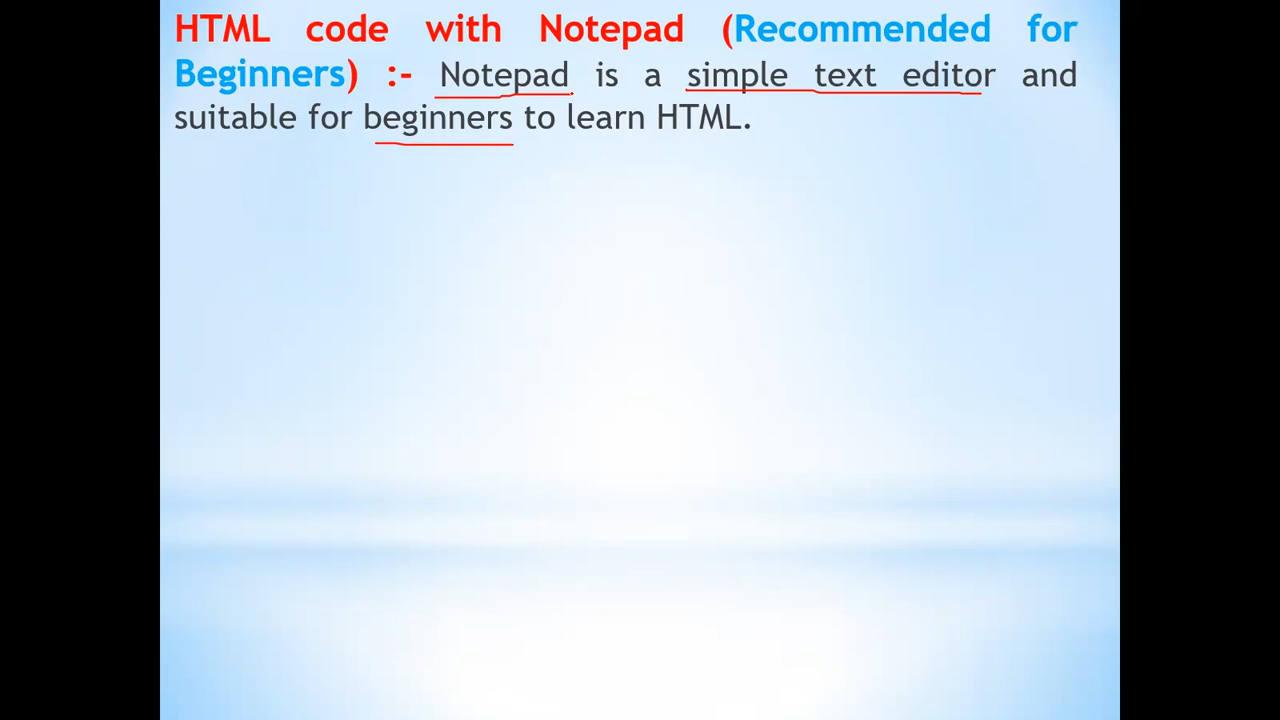 HTML code with Notepad (Recommended for
Beginners) :- Notepad is a simple text editor and
suitable for beginners to learn HTML.